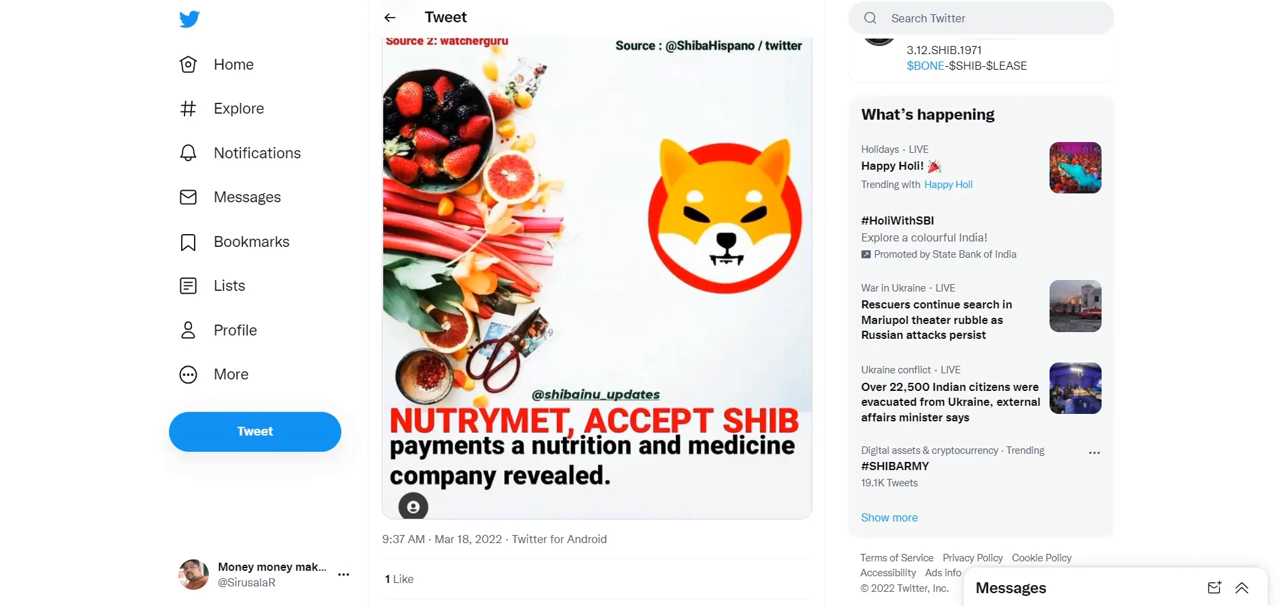 Home
Explore
Notifications
Messages
Bookmarks
Lists
Profile
More
Tweet
Money money mak...
@SirusalaR
Tweet
Source 2: watcherguru
Source : @ShibaHispano / twitter
@shibainu_updates
NUTRYMET, ACCEPT SHIB
payments a nutrition and medicine
company revealed.
9:37 AM · Mar 18, 2022 · Twitter for Android
1 Like
Search Twitter
3.12.SHIB.1971
$BONE-$SHIB-$LEASE
What's happening
Holidays · LIVE
Happy Holi! 🎉
Trending with Happy Holi
#HoliWithSBI
Explore a colourful India!
Promoted by State Bank of India
War in Ukraine · LIVE
Rescuers continue search in
Mariupol theater rubble as
Russian attacks persist
Ukraine conflict · LIVE
Over 22,500 Indian citizens were
evacuated from Ukraine, external
affairs minister says
Digital assets & cryptocurrency · Trending
#SHIBARMY
19.1K Tweets
Show more
Terms of Service Privacy Policy Cookie Policy
Accessibility Ads info
© 2022 Twitter, Inc.
Messages